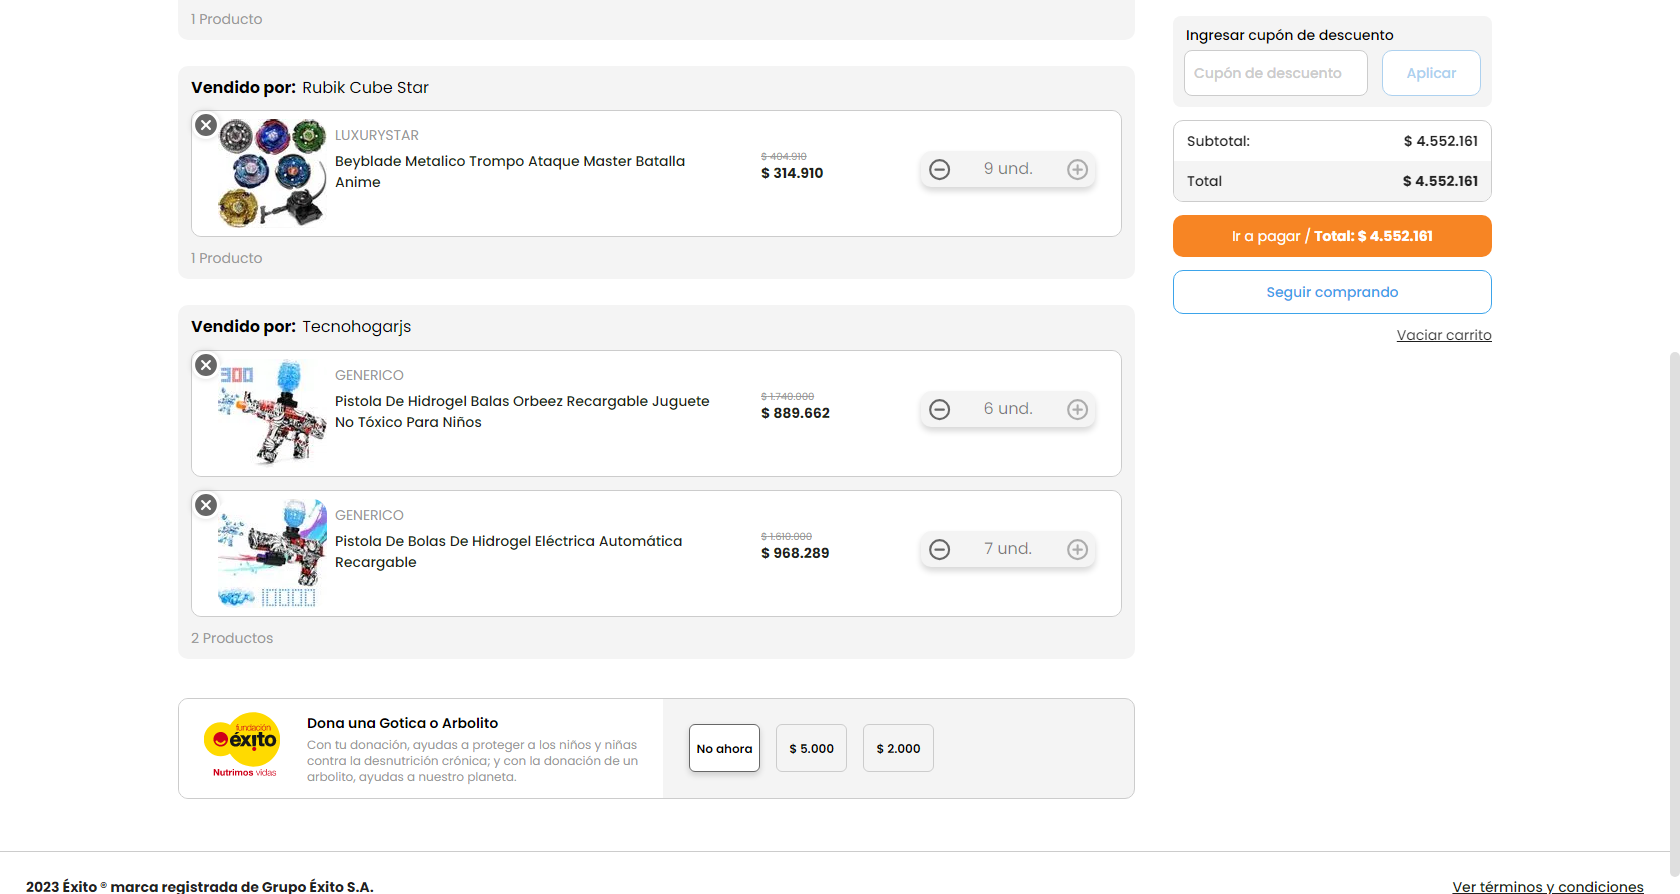 1 Producto
Vendido por: Rubik Cube Star
LUXURYSTAR
Beyblade Metalico Trompo Ataque Master Batalla
Anime
$ 404.910
$ 314.910
9 und.
1 Producto
Vendido por: Tecnohogarjs
300
GENERICO
Pistola De Hidrogel Balas Orbeez Recargable Juguete
No Tóxico Para Niños
$ 1.740.000
$ 889.662
6 und.
GENERICO
Pistola De Bolas De Hidrogel Eléctrica Automática
Recargable
$ 1.610.000
$ 968.289
7 und.
10000
2 Productos
fundación
éxito
Nutrimos vidas
Dona una Gotica o Arbolito
Con tu donación, ayudas a proteger a los niños y niñas
contra la desnutrición crónica; y con la donación de un
arbolito, ayudas a nuestro planeta.
No ahora
$ 5.000
$ 2.000
Ingresar cupón de descuento
Cupón de descuento
Aplicar
Subtotal: $ 4.552.161
Total $ 4.552.161
Ir a pagar / Total: $ 4.552.161
Seguir comprando
Vaciar carrito
2023 Éxito ® marca registrada de Grupo Éxito S.A.
Ver términos y condiciones